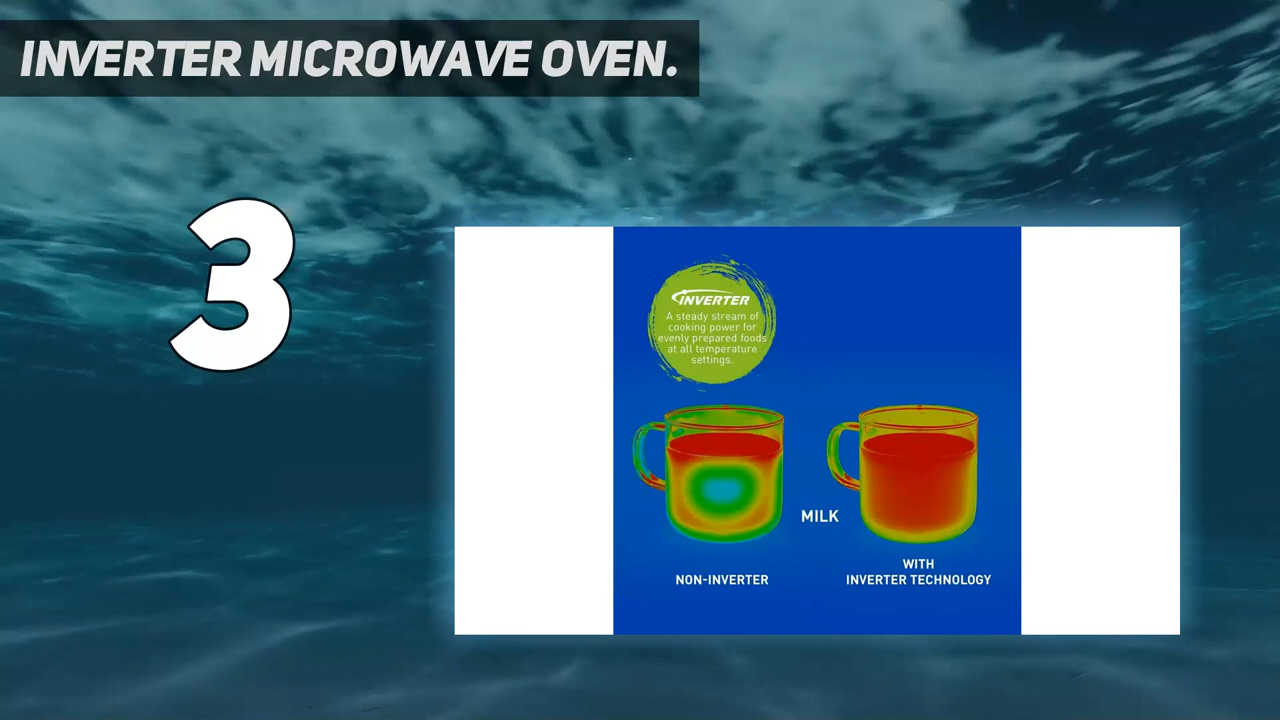 INVERTER MICROWAVE OVEN.
3
INVERTER
A steady stream of
cooking power for
evenly prepared foods
at all temperature
settings.
MILK
NON-INVERTER
WITH
INVERTER TECHNOLOGY